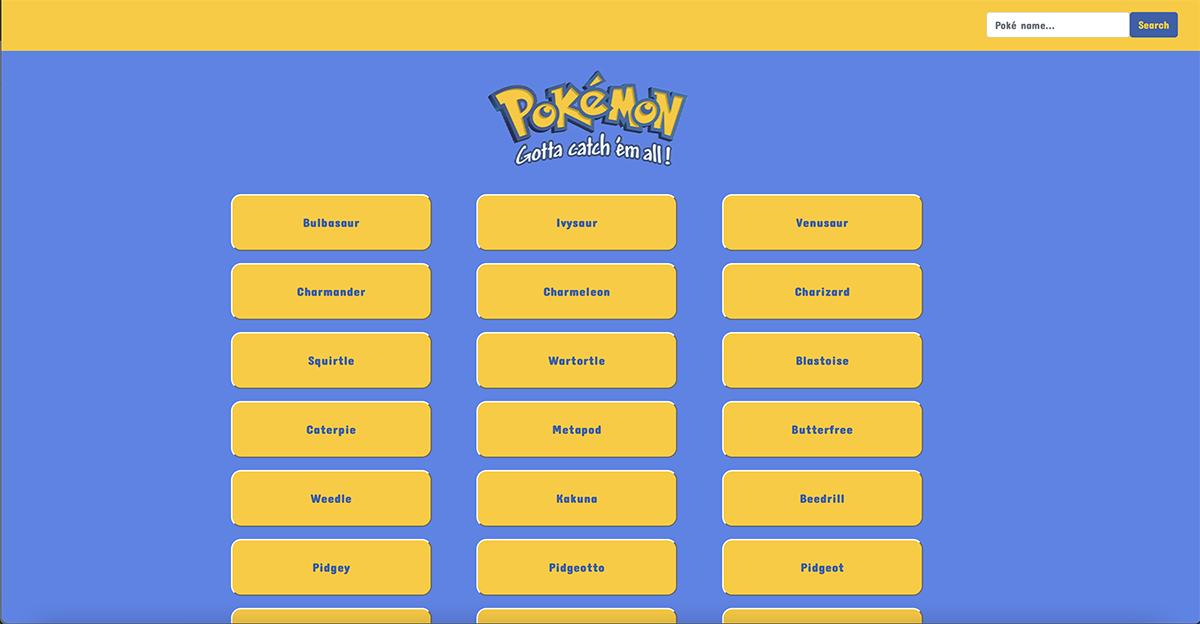 Poké name...
Search
Pokémon
Gotta catch 'em all!
Bulbasaur
Ivysaur
Venusaur
Charmander
Charmeleon
Charizard
Squirtle
Wartortle
Blastoise
Caterpie
Metapod
Butterfree
Weedle
Kakuna
Beedrill
Pidgey
Pidgeotto
Pidgeot